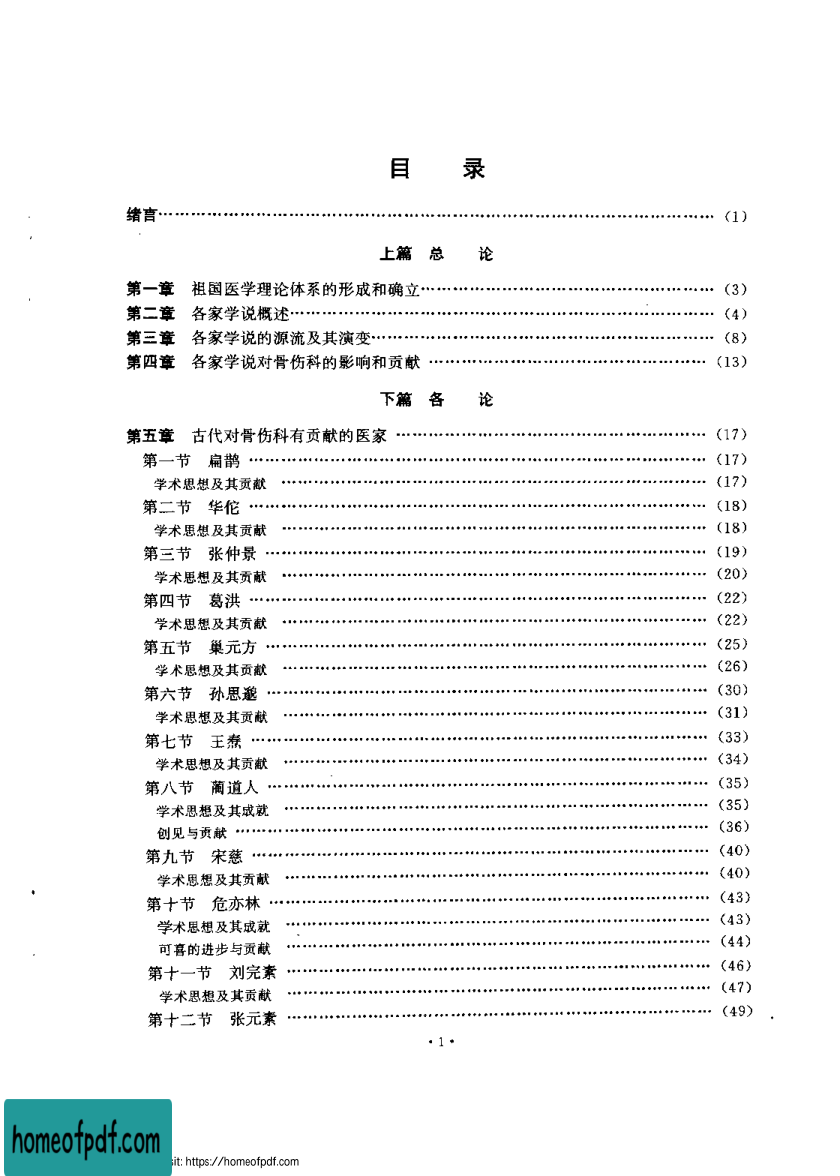 目 录
绪言……(1)
上篇 总 论
第一章 祖国医学理论体系的形成和确立……(3)
第二章 各家学说概述……(4)
第三章 各家学说的源流及其演变……(8)
第四章 各家学说对骨伤科的影响和贡献……(13)
下篇 各 论
第五章 古代对骨伤科有贡献的医家……(17)
第一节 扁鹊……(17)
学术思想及其贡献……(17)
第二节 华佗……(18)
学术思想及其贡献……(18)
第三节 张仲景……(19)
学术思想及其贡献……(20)
第四节 葛洪……(22)
学术思想及其贡献……(22)
第五节 巢元方……(25)
学术思想及其贡献……(26)
第六节 孙思邈……(30)
学术思想及其贡献……(31)
第七节 王焘……(33)
学术思想及其贡献……(34)
第八节 蔺道人……(35)
学术思想及其成就……(35)
创见与贡献……(36)
第九节 宋慈……(40)
学术思想及其贡献……(40)
第十节 危亦林……(43)
学术思想及其成就……(43)
可喜的进步与贡献……(44)
第十一节 刘完素……(46)
学术思想及其贡献……(47)
第十二节 张元素……(49)
·1·
homeofpdf.com
sit: https://homeofpdf.com